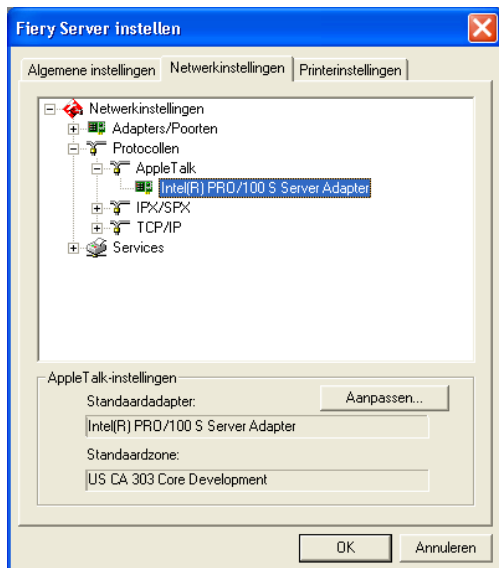 Fiery Server instellen
Algemene instellingen Netwerkinstellingen Printerinstellingen
Netwerkinstellingen
Adapters/Poorten
Protocollen
AppleTalk
Intel(R) PRO/100 S Server Adapter
IPX/SPX
TCP/IP
Services
AppleTalk-instellingen
Standaardadapter:
Aanpassen...
Intel(R) PRO/100 S Server Adapter
Standaardzone:
US CA 303 Core Development
OK Annuleren